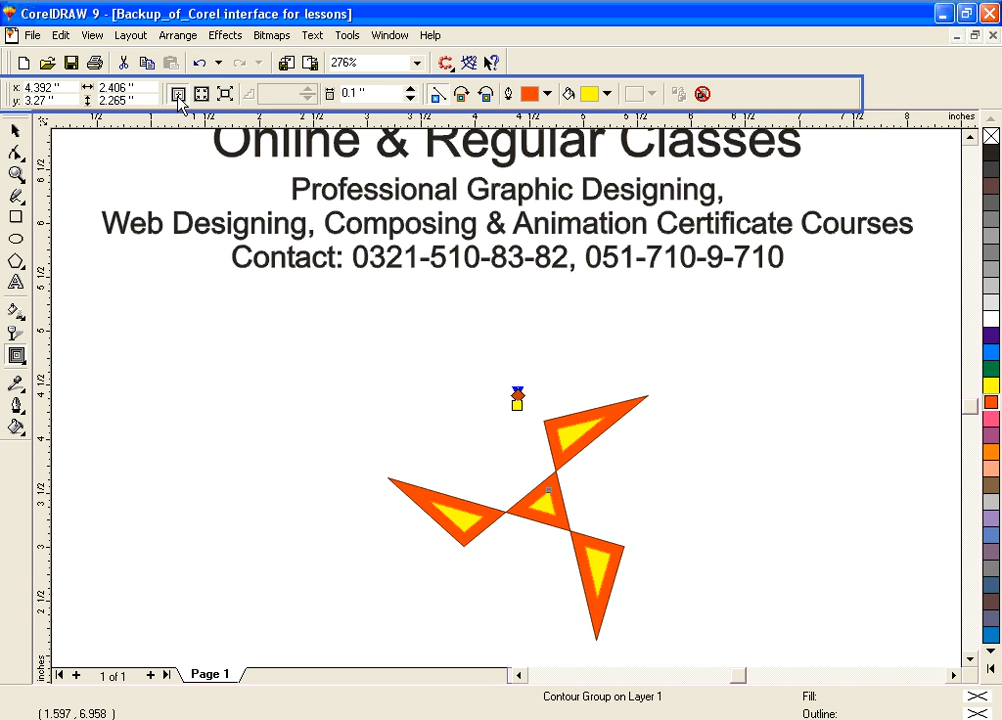 CorelDRAW 9 - [Backup_of_Corel interface for lessons]
File Edit View Layout Arrange Effects Bitmaps Text Tools Window Help
276%
x: 4.392 " 2.406 "
y: 3.27 " 2.265 "
0.1 "
inches
Online & Regular Classes
Professional Graphic Designing,
Web Designing, Composing & Animation Certificate Courses
Contact: 0321-510-83-82, 051-710-9-710
inches
1 of 1 Page 1
Contour Group on Layer 1 Fill:
( 1.597 , 6.958 ) Outline: